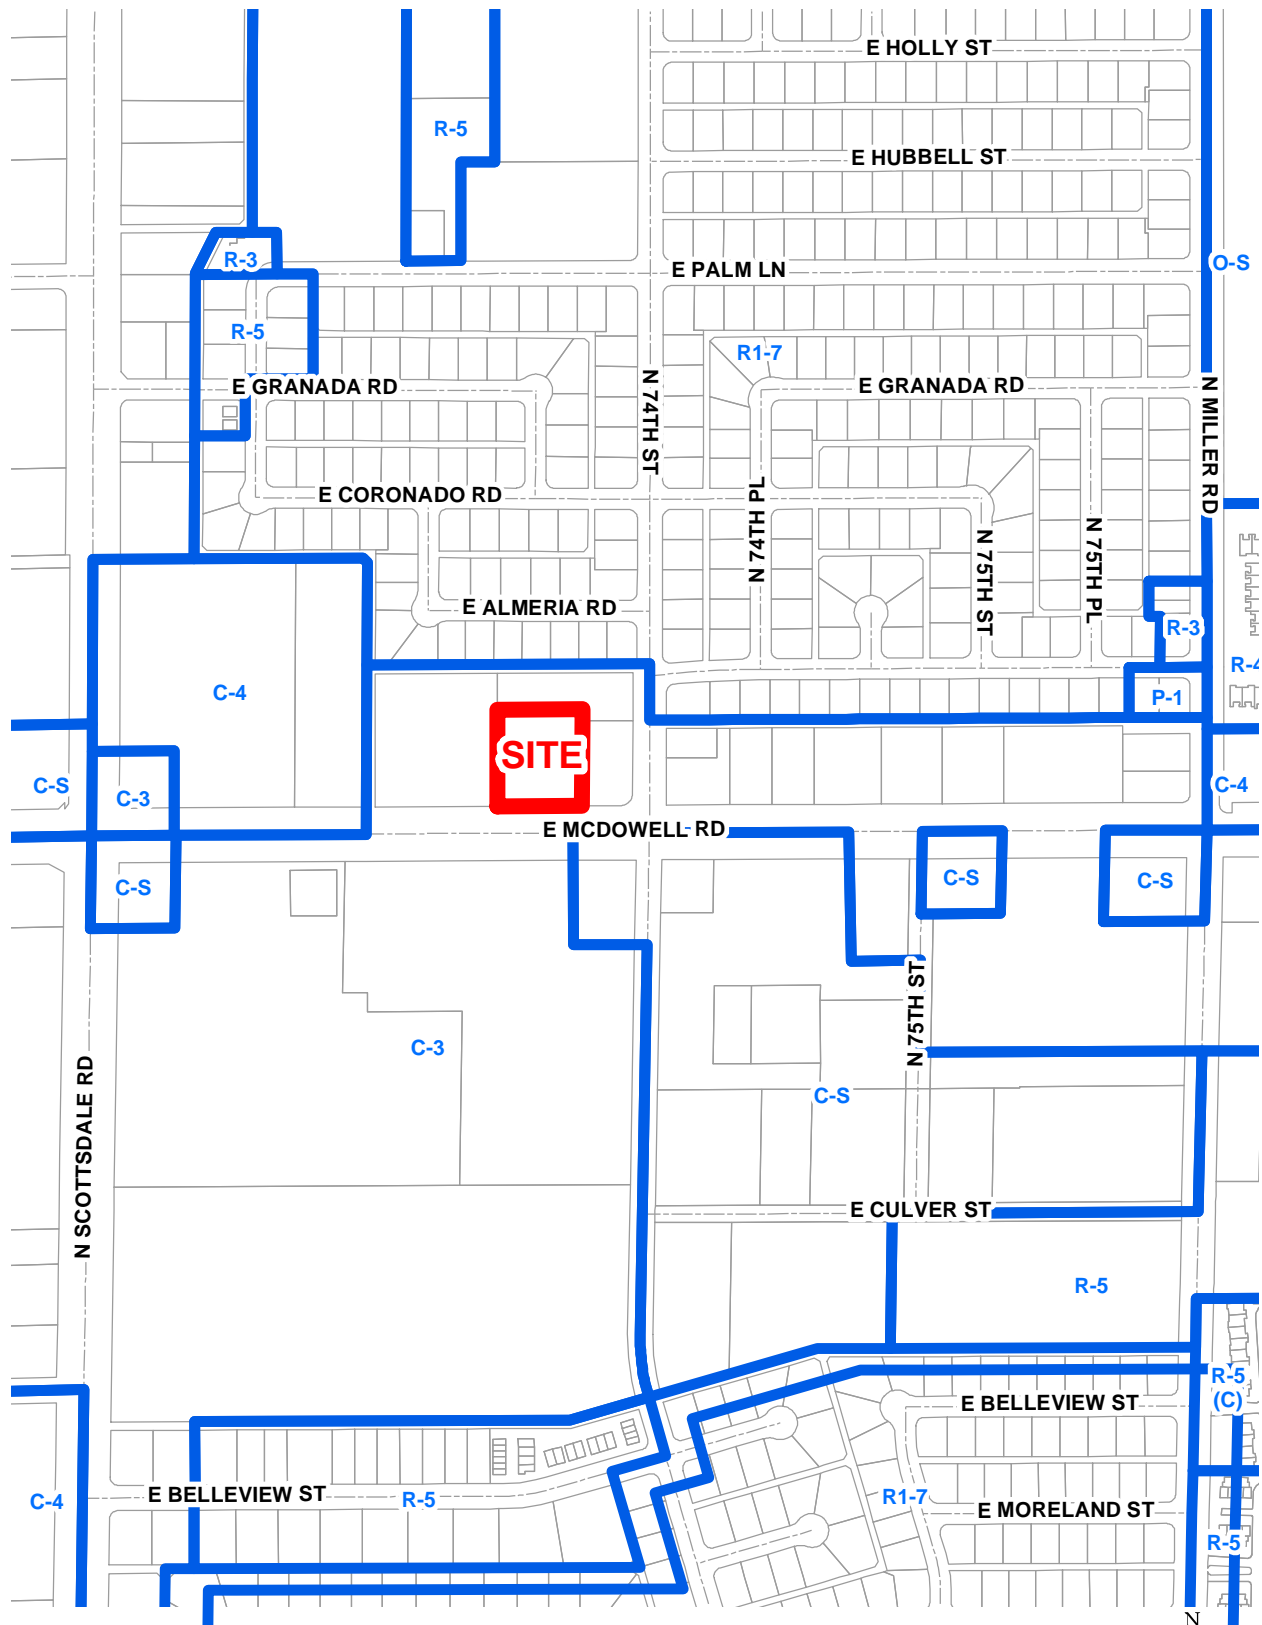 E HOLLY ST
R-5
E HUBBELL ST
R-3
E PALM LN
O-S
R-5
R1-7
E GRANADA RD
E GRANADA RD
N 74TH ST
N MILLER RD
E CORONADO RD
N 74TH PL
N 75TH ST
N 75TH PL
E ALMERIA RD
R-3
R-4
C-4
P-1
SITE
C-S
C-3
C-4
E MCDOWELL RD
C-S
C-S
C-S
N 75TH ST
C-3
C-S
N SCOTTSDALE RD
E CULVER ST
R-5
R-5
(C)
E BELLEVIEW ST
E BELLEVIEW ST
C-4
R-5
R1-7
E MORELAND ST
R-5
N